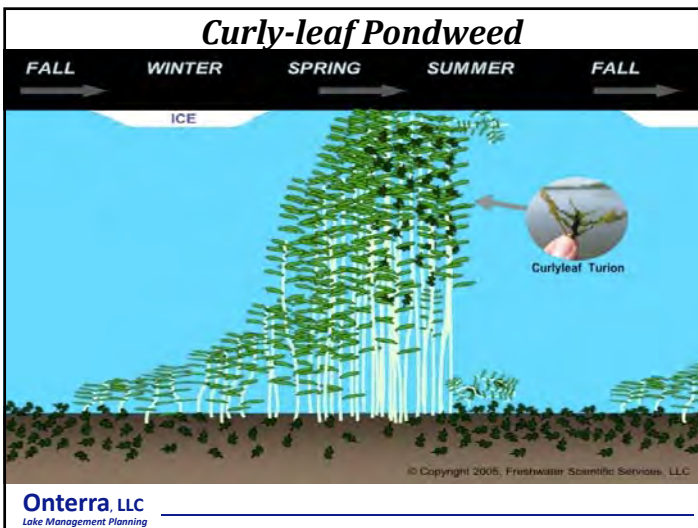 Curly-leaf Pondweed
FALL WINTER SPRING SUMMER FALL
ICE
Curlyleaf Turion
© Copyright 2005, Freshwater Scientific Services, LLC
Onterra, LLC
Lake Management Planning